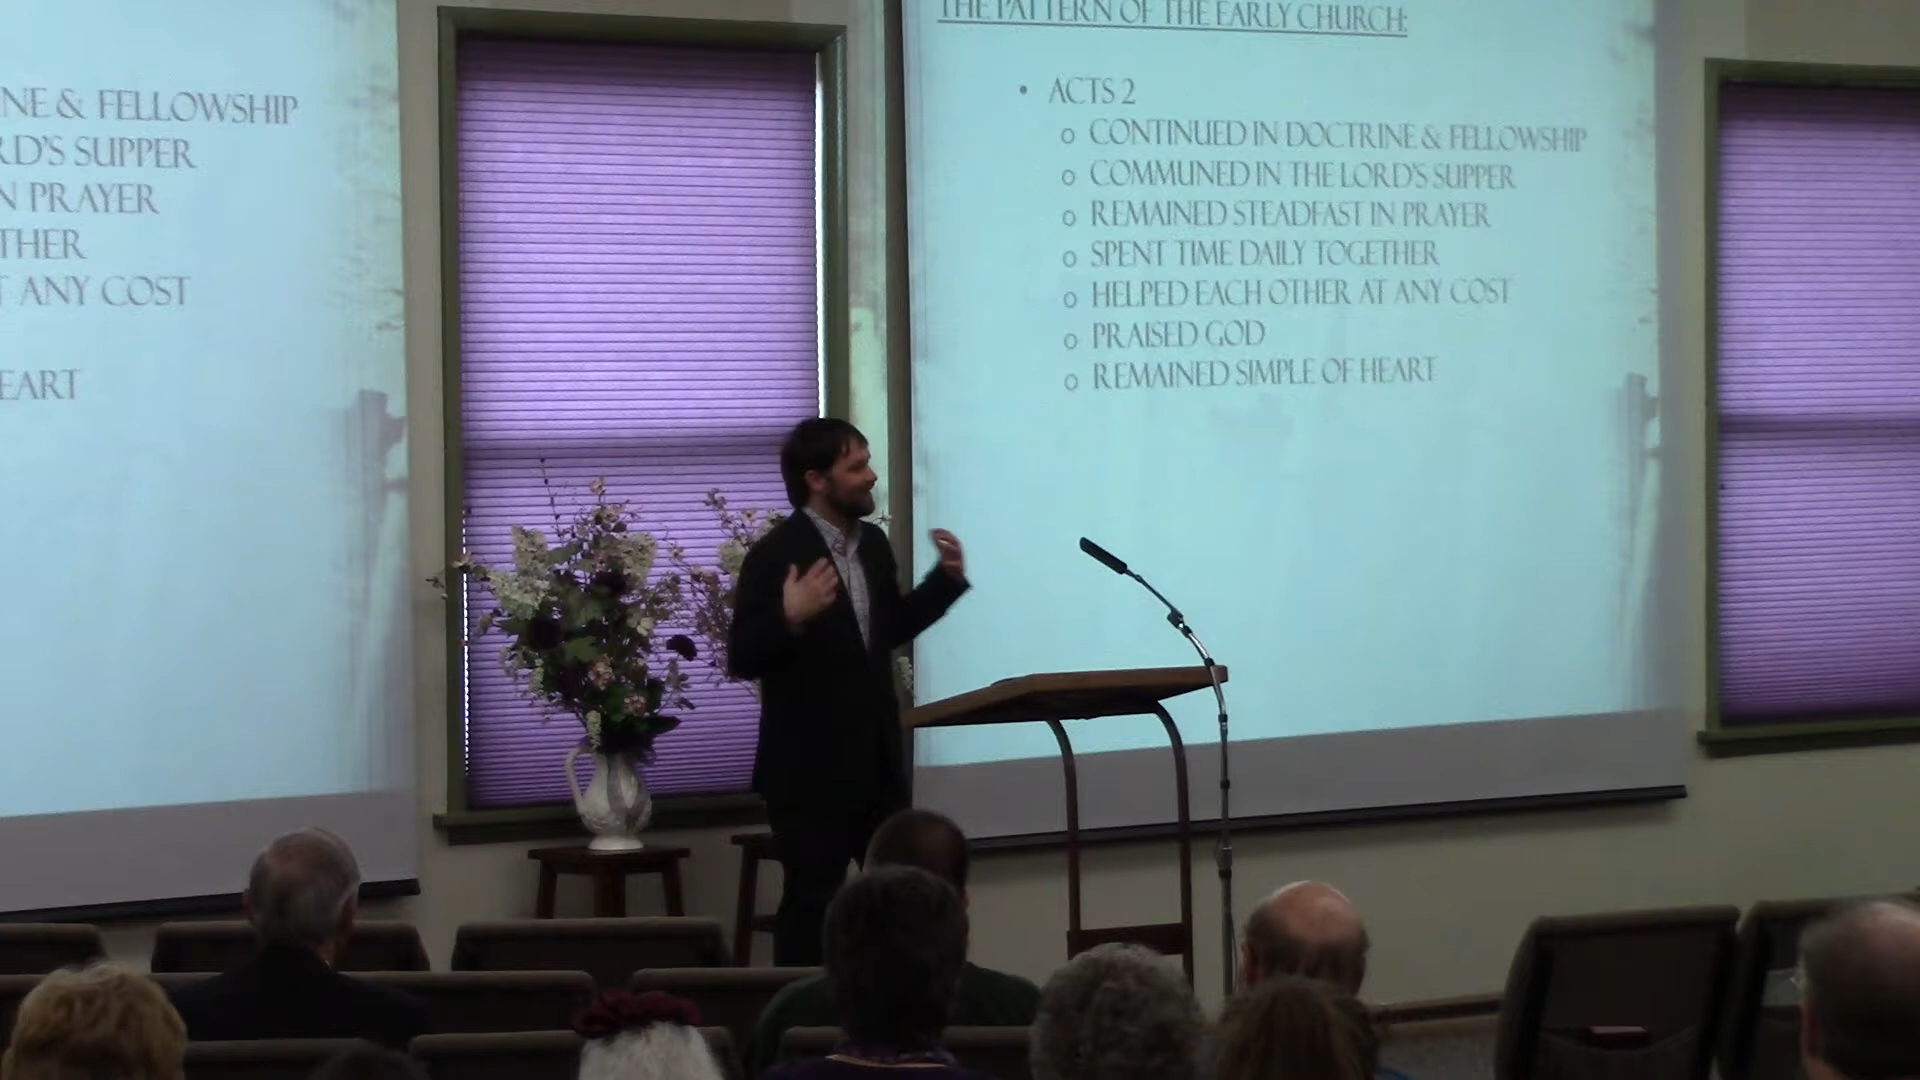 NE & FELLOWSHIP
RD'S SUPPER
N PRAYER
THER
T ANY COST
EART
THE PATTERN OF THE EARLY CHURCH:
• ACTS 2
o CONTINUED IN DOCTRINE & FELLOWSHIP
o COMMUNED IN THE LORD'S SUPPER
o REMAINED STEADFAST IN PRAYER
o SPENT TIME DAILY TOGETHER
o HELPED EACH OTHER AT ANY COST
o PRAISED GOD
o REMAINED SIMPLE OF HEART